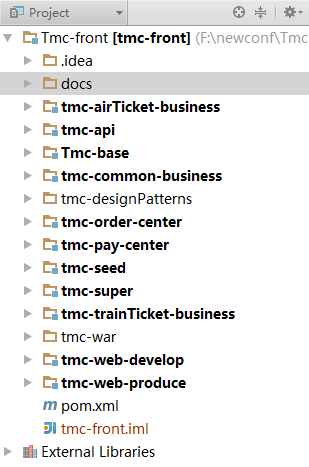 Project
Tmc-front [tmc-front] (F:\newconf\Tmc
.idea
docs
tmc-airTicket-business
tmc-api
Tmc-base
tmc-common-business
tmc-designPatterns
tmc-order-center
tmc-pay-center
tmc-seed
tmc-super
tmc-trainTicket-business
tmc-war
tmc-web-develop
tmc-web-produce
pom.xml
tmc-front.iml
External Libraries